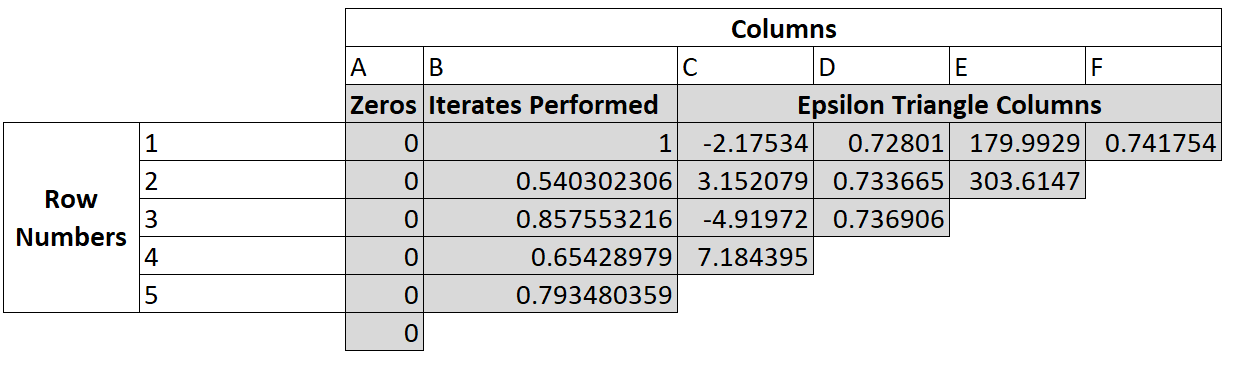 Columns
A B C D E F
Zeros Iterates Performed Epsilon Triangle Columns
Row Numbers
1 0 1 -2.17534 0.72801 179.9929 0.741754
2 0 0.540302306 3.152079 0.733665 303.6147
3 0 0.857553216 -4.91972 0.736906
4 0 0.65428979 7.184395
5 0 0.793480359
0